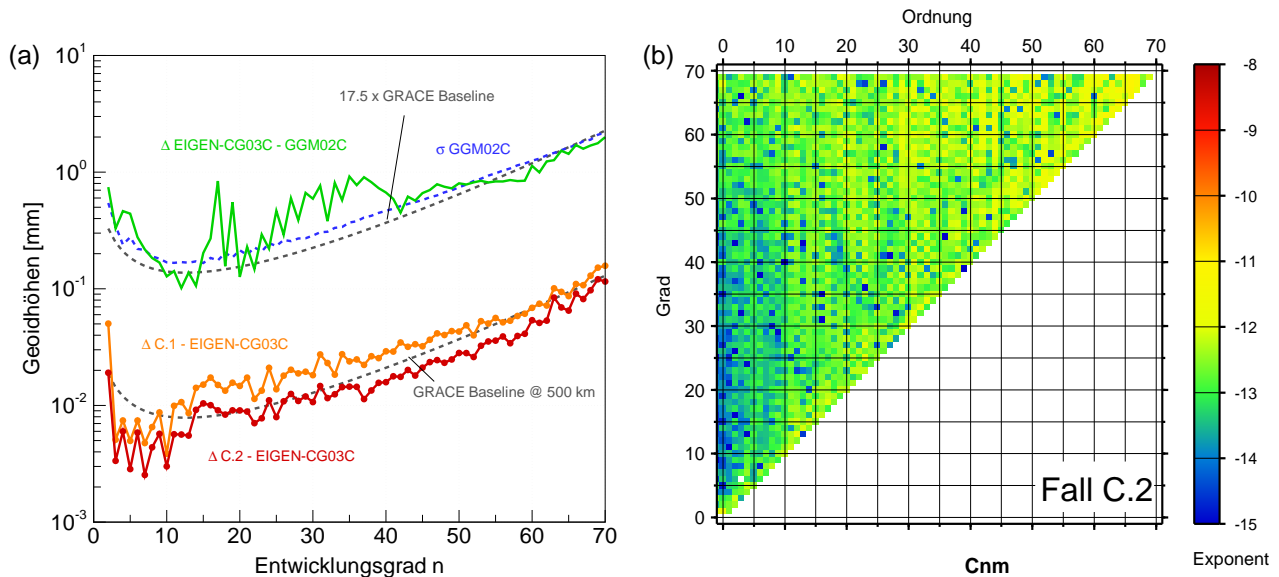 (a)
10^1
10^0
10^-1
10^-2
10^-3
Geoidhöhen [mm]
17.5 x GRACE Baseline
Δ EIGEN-CG03C - GGM02C
σ GGM02C
Δ C.1 - EIGEN-CG03C
GRACE Baseline @ 500 km
Δ C.2 - EIGEN-CG03C
0 10 20 30 40 50 60 70
Entwicklungsgrad n
(b)
Ordnung
0 10 20 30 40 50 60 70
70
60
50
40
30
20
10
0
Grad
Fall C.2
Cnm
-8
-9
-10
-11
-12
-13
-14
-15
Exponent